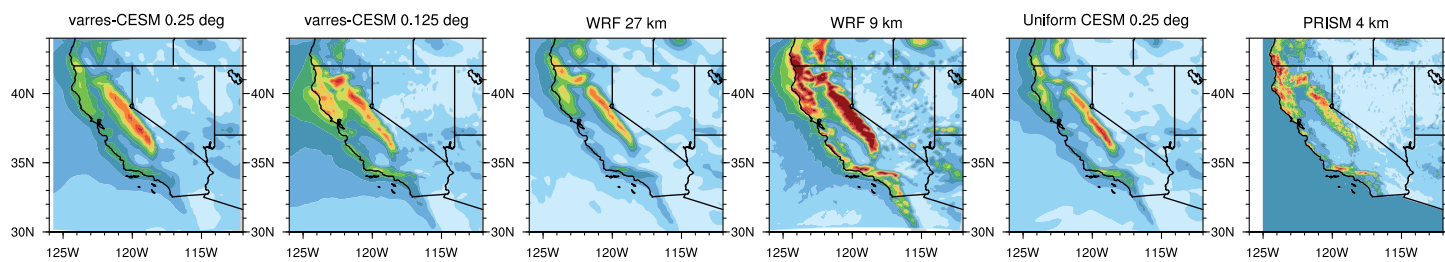 varres-CESM 0.25 deg varres-CESM 0.125 deg WRF 27 km WRF 9 km Uniform CESM 0.25 deg PRISM 4 km
40N 40N 40N 40N 40N 40N
35N 35N 35N 35N 35N 35N
30N 30N 30N 30N 30N 30N
125W 120W 115W 125W 120W 115W 125W 120W 115W 125W 120W 115W 125W 120W 115W 125W 120W 115W